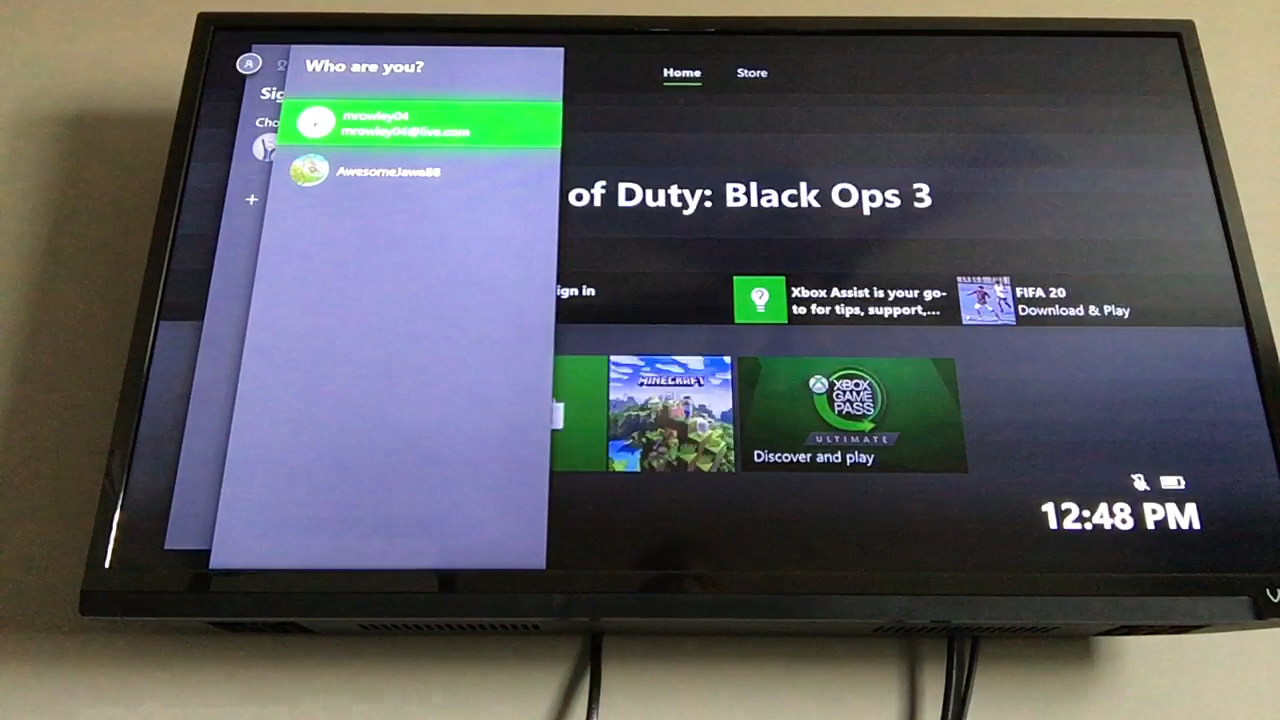 Who are you?
Home
Store
Sig
Cho
mrowley04
mrowley04@live.com
AwesomeJawa88
+
of Duty: Black Ops 3
ign in
Xbox Assist is your go-
to for tips, support,...
FIFA 20
Download & Play
MINECRAFT
XBOX
GAME
PASS
ULTIMATE
Discover and play
12:48 PM